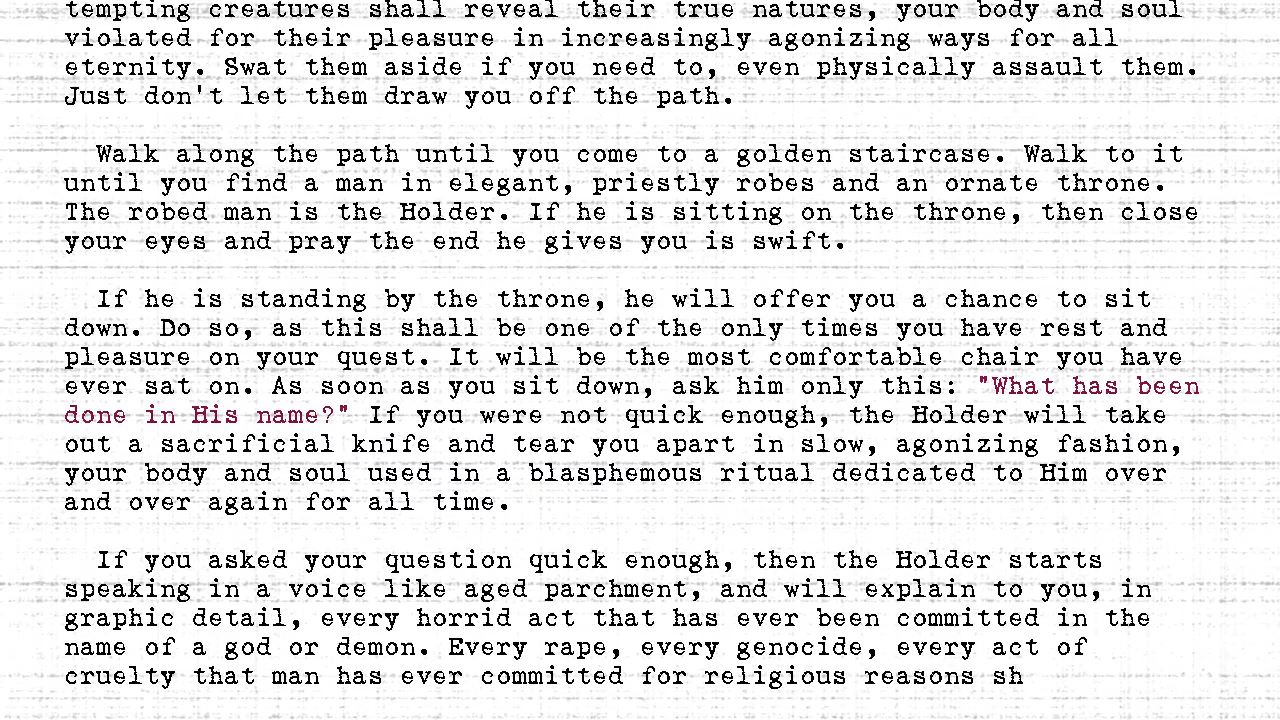 tempting creatures shall reveal their true natures, your body and soul
violated for their pleasure in increasingly agonizing ways for all
eternity. Swat them aside if you need to, even physically assault them.
Just don't let them draw you off the path.
Walk along the path until you come to a golden staircase. Walk to it
until you find a man in elegant, priestly robes and an ornate throne.
The robed man is the Holder. If he is sitting on the throne, then close
your eyes and pray the end he gives you is swift.
If he is standing by the throne, he will offer you a chance to sit
down. Do so, as this shall be one of the only times you have rest and
pleasure on your quest. It will be the most comfortable chair you have
ever sat on. As soon as you sit down, ask him only this: "What has been
done in His name?" If you were not quick enough, the Holder will take
out a sacrificial knife and tear you apart in slow, agonizing fashion,
your body and soul used in a blasphemous ritual dedicated to Him over
and over again for all time.
If you asked your question quick enough, then the Holder starts
speaking in a voice like aged parchment, and will explain to you, in
graphic detail, every horrid act that has ever been committed in the
name of a god or demon. Every rape, every genocide, every act of
cruelty that man has ever committed for religious reasons sh